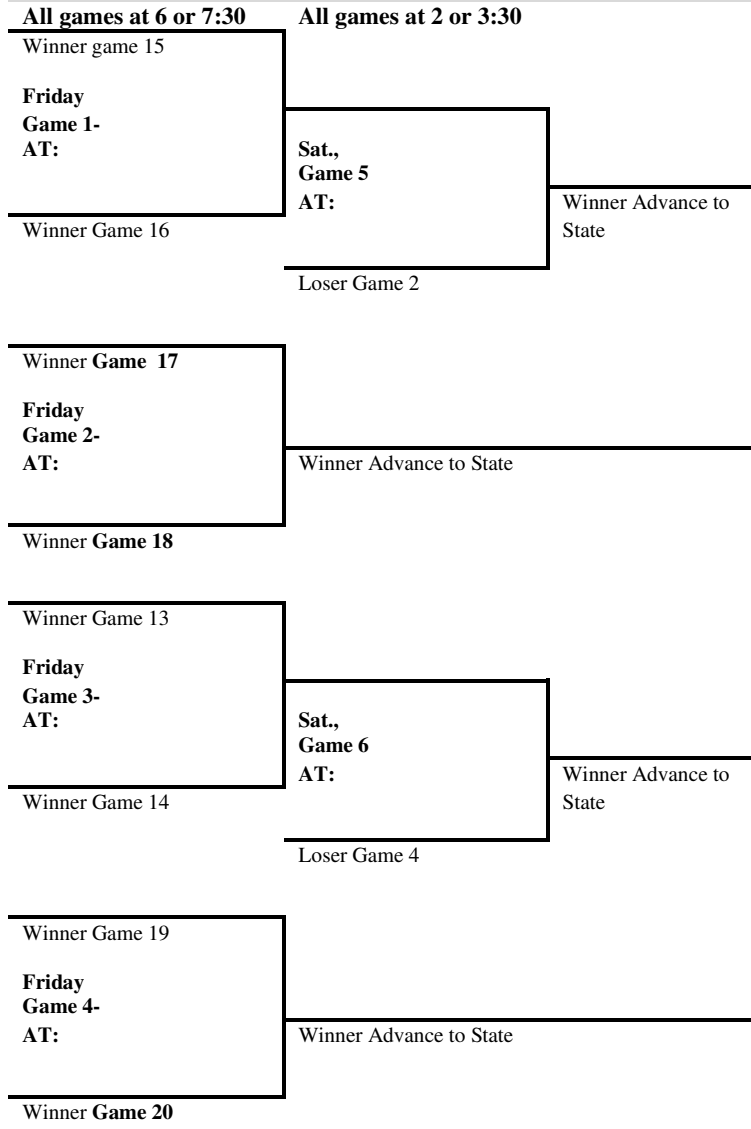 All games at 6 or 7:30 All games at 2 or 3:30
Winner game 15
Friday
Game 1-
AT:
Sat.,
Game 5
AT:
Winner Advance to
State
Winner Game 16
Loser Game 2
Winner Game 17
Friday
Game 2-
AT:
Winner Advance to State
Winner Game 18
Winner Game 13
Friday
Game 3-
AT:
Sat.,
Game 6
AT:
Winner Advance to
State
Winner Game 14
Loser Game 4
Winner Game 19
Friday
Game 4-
AT:
Winner Advance to State
Winner Game 20